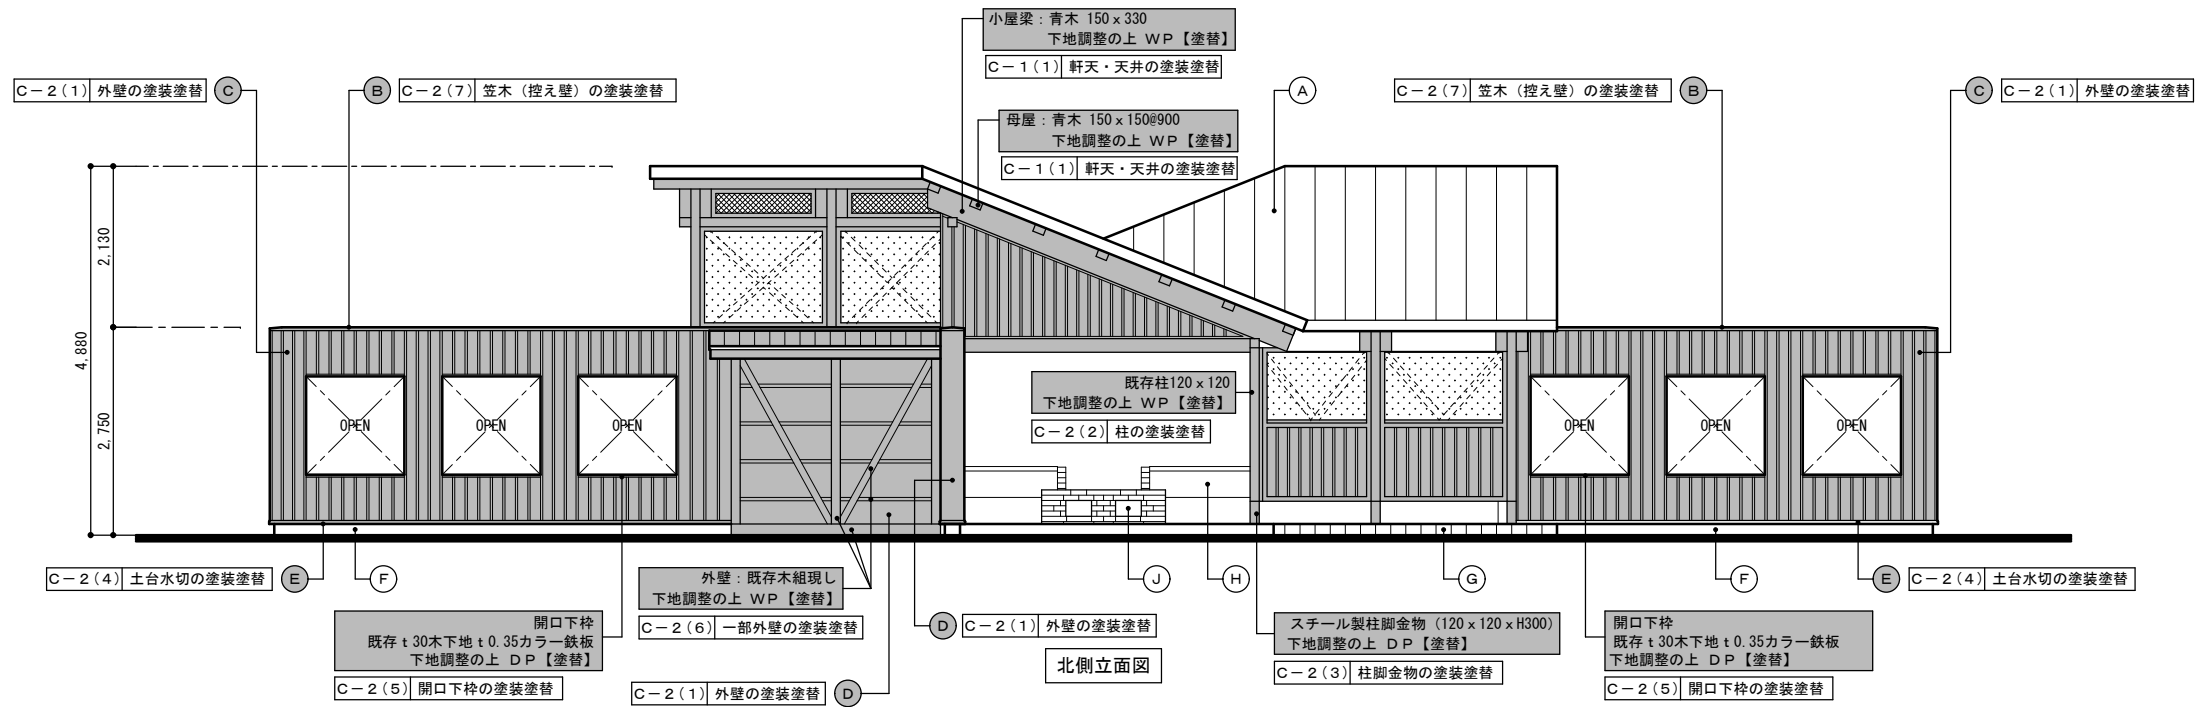 小屋梁：青木 150 x 330
下地調整の上 ＷＰ【塗替】
Ｃ－１(１) 軒天・天井の塗装塗替
Ｃ－２(１) 外壁の塗装塗替 Ｃ
Ｂ Ｃ－２(７) 笠木（控え壁）の塗装塗替
Ａ
Ｃ－２(７) 笠木（控え壁）の塗装塗替 Ｂ
Ｃ Ｃ－２(１) 外壁の塗装塗替
母屋：青木 150 x 150@900
下地調整の上 ＷＰ【塗替】
Ｃ－１(１) 軒天・天井の塗装塗替
2,130
4,880
2,750
既存柱120 x 120
下地調整の上 ＷＰ【塗替】
Ｃ－２(２) 柱の塗装塗替
OPEN
OPEN
OPEN
OPEN
OPEN
OPEN
Ｃ－２(４) 土台水切の塗装塗替 Ｅ
Ｆ
外壁：既存木組現し
下地調整の上 ＷＰ【塗替】
Ｃ－２(６) 一部外壁の塗装塗替
Ｊ
Ｈ
Ｇ
Ｆ
Ｅ Ｃ－２(４) 土台水切の塗装塗替
開口下枠
既存ｔ30木下地ｔ0.35カラー鉄板
下地調整の上 ＤＰ【塗替】
Ｃ－２(５) 開口下枠の塗装塗替
Ｄ Ｃ－２(１) 外壁の塗装塗替
スチール製柱脚金物（120 x 120 x H300）
下地調整の上 ＤＰ【塗替】
Ｃ－２(３) 柱脚金物の塗装塗替
開口下枠
既存ｔ30木下地ｔ0.35カラー鉄板
下地調整の上 ＤＰ【塗替】
Ｃ－２(５) 開口下枠の塗装塗替
北側立面図
Ｃ－２(１) 外壁の塗装塗替 Ｄ